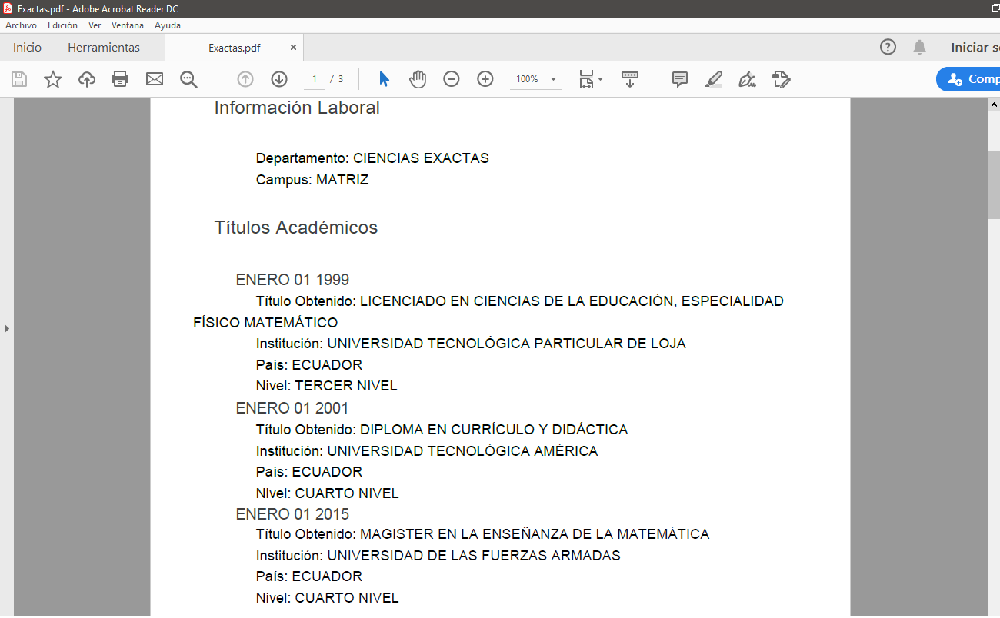 Exactas.pdf - Adobe Acrobat Reader DC
Archivo Edición Ver Ventana Ayuda
Inicio Herramientas Exactas.pdf × Iniciar s
1 / 3 100% Comp
Información Laboral
Departamento: CIENCIAS EXACTAS
Campus: MATRIZ
Títulos Académicos
ENERO 01 1999
Título Obtenido: LICENCIADO EN CIENCIAS DE LA EDUCACIÓN, ESPECIALIDAD
FÍSICO MATEMÁTICO
Institución: UNIVERSIDAD TECNOLÓGICA PARTICULAR DE LOJA
País: ECUADOR
Nivel: TERCER NIVEL
ENERO 01 2001
Título Obtenido: DIPLOMA EN CURRÍCULO Y DIDÁCTICA
Institución: UNIVERSIDAD TECNOLÓGICA AMÉRICA
País: ECUADOR
Nivel: CUARTO NIVEL
ENERO 01 2015
Título Obtenido: MAGISTER EN LA ENSEÑANZA DE LA MATEMÁTICA
Institución: UNIVERSIDAD DE LAS FUERZAS ARMADAS
País: ECUADOR
Nivel: CUARTO NIVEL